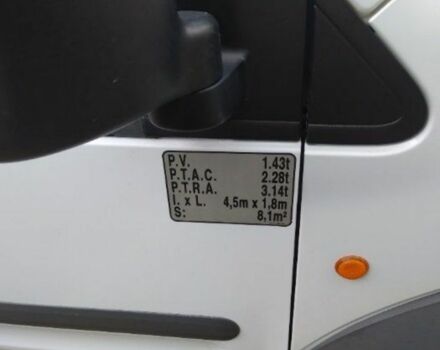 P.V. 1.43t
P.T.A.C. 2.28t
P.T.R.A. 3.14t
I. x L. 4,5m x 1,8m
S: 8,1m²